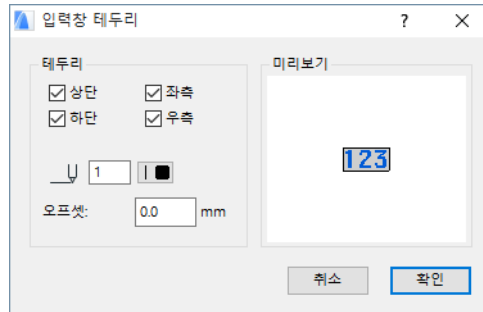 입력창 테두리 ?
테두리
상단 좌측
하단 우측
1
오프셋: 0.0 mm
미리보기
123
취소 확인